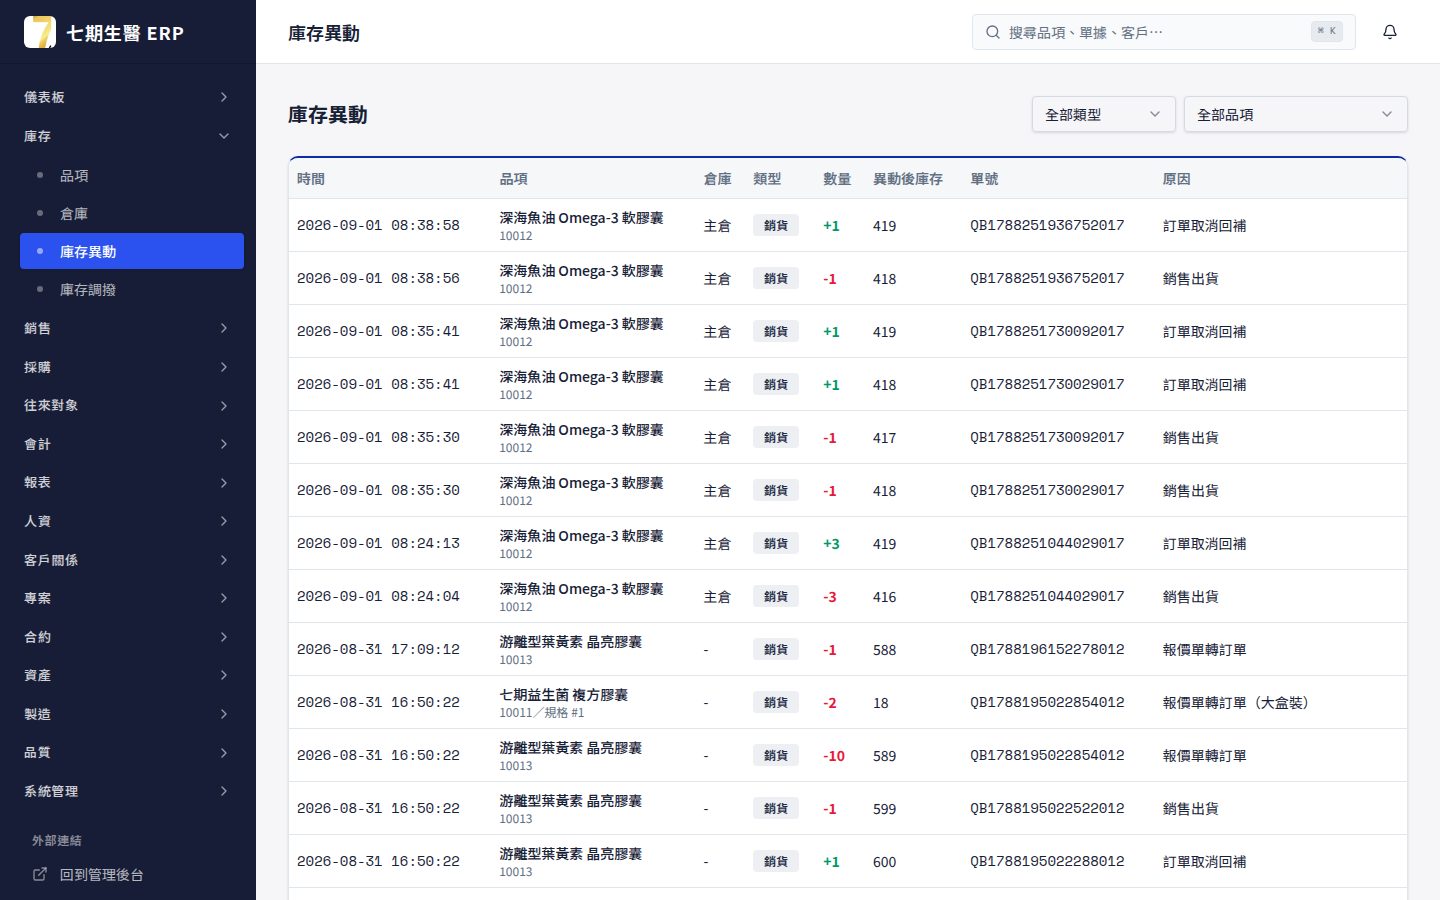 七期生醫 ERP
庫存異動
搜尋品項、單據、客戶…
⌘ K
儀表板
庫存
品項
倉庫
庫存異動
庫存調撥
銷售
採購
往來對象
會計
報表
人資
客戶關係
專案
合約
資產
製造
品質
系統管理
外部連結
回到管理後台
庫存異動
全部類型
全部品項
時間 品項 倉庫 類型 數量 異動後庫存 單號 原因
2026-09-01 08:38:58 深海魚油 Omega-3 軟膠囊 主倉 銷貨 +1 419 QB1788251936752017 訂單取消回補
10012
2026-09-01 08:38:56 深海魚油 Omega-3 軟膠囊 主倉 銷貨 -1 418 QB1788251936752017 銷售出貨
10012
2026-09-01 08:35:41 深海魚油 Omega-3 軟膠囊 主倉 銷貨 +1 419 QB1788251730092017 訂單取消回補
10012
2026-09-01 08:35:41 深海魚油 Omega-3 軟膠囊 主倉 銷貨 +1 418 QB1788251730029017 訂單取消回補
10012
2026-09-01 08:35:30 深海魚油 Omega-3 軟膠囊 主倉 銷貨 -1 417 QB1788251730092017 銷售出貨
10012
2026-09-01 08:35:30 深海魚油 Omega-3 軟膠囊 主倉 銷貨 -1 418 QB1788251730029017 銷售出貨
10012
2026-09-01 08:24:13 深海魚油 Omega-3 軟膠囊 主倉 銷貨 +3 419 QB1788251044029017 訂單取消回補
10012
2026-09-01 08:24:04 深海魚油 Omega-3 軟膠囊 主倉 銷貨 -3 416 QB1788251044029017 銷售出貨
10012
2026-08-31 17:09:12 游離型葉黃素 晶亮膠囊 - 銷貨 -1 588 QB1788196152278012 報價單轉訂單
10013
2026-08-31 16:50:22 七期益生菌 複方膠囊 - 銷貨 -2 18 QB1788195022854012 報價單轉訂單（大盒裝）
10011／規格 #1
2026-08-31 16:50:22 游離型葉黃素 晶亮膠囊 - 銷貨 -10 589 QB1788195022854012 報價單轉訂單
10013
2026-08-31 16:50:22 游離型葉黃素 晶亮膠囊 - 銷貨 -1 599 QB1788195022522012 銷售出貨
10013
2026-08-31 16:50:22 游離型葉黃素 晶亮膠囊 - 銷貨 +1 600 QB1788195022288012 訂單取消回補
10013